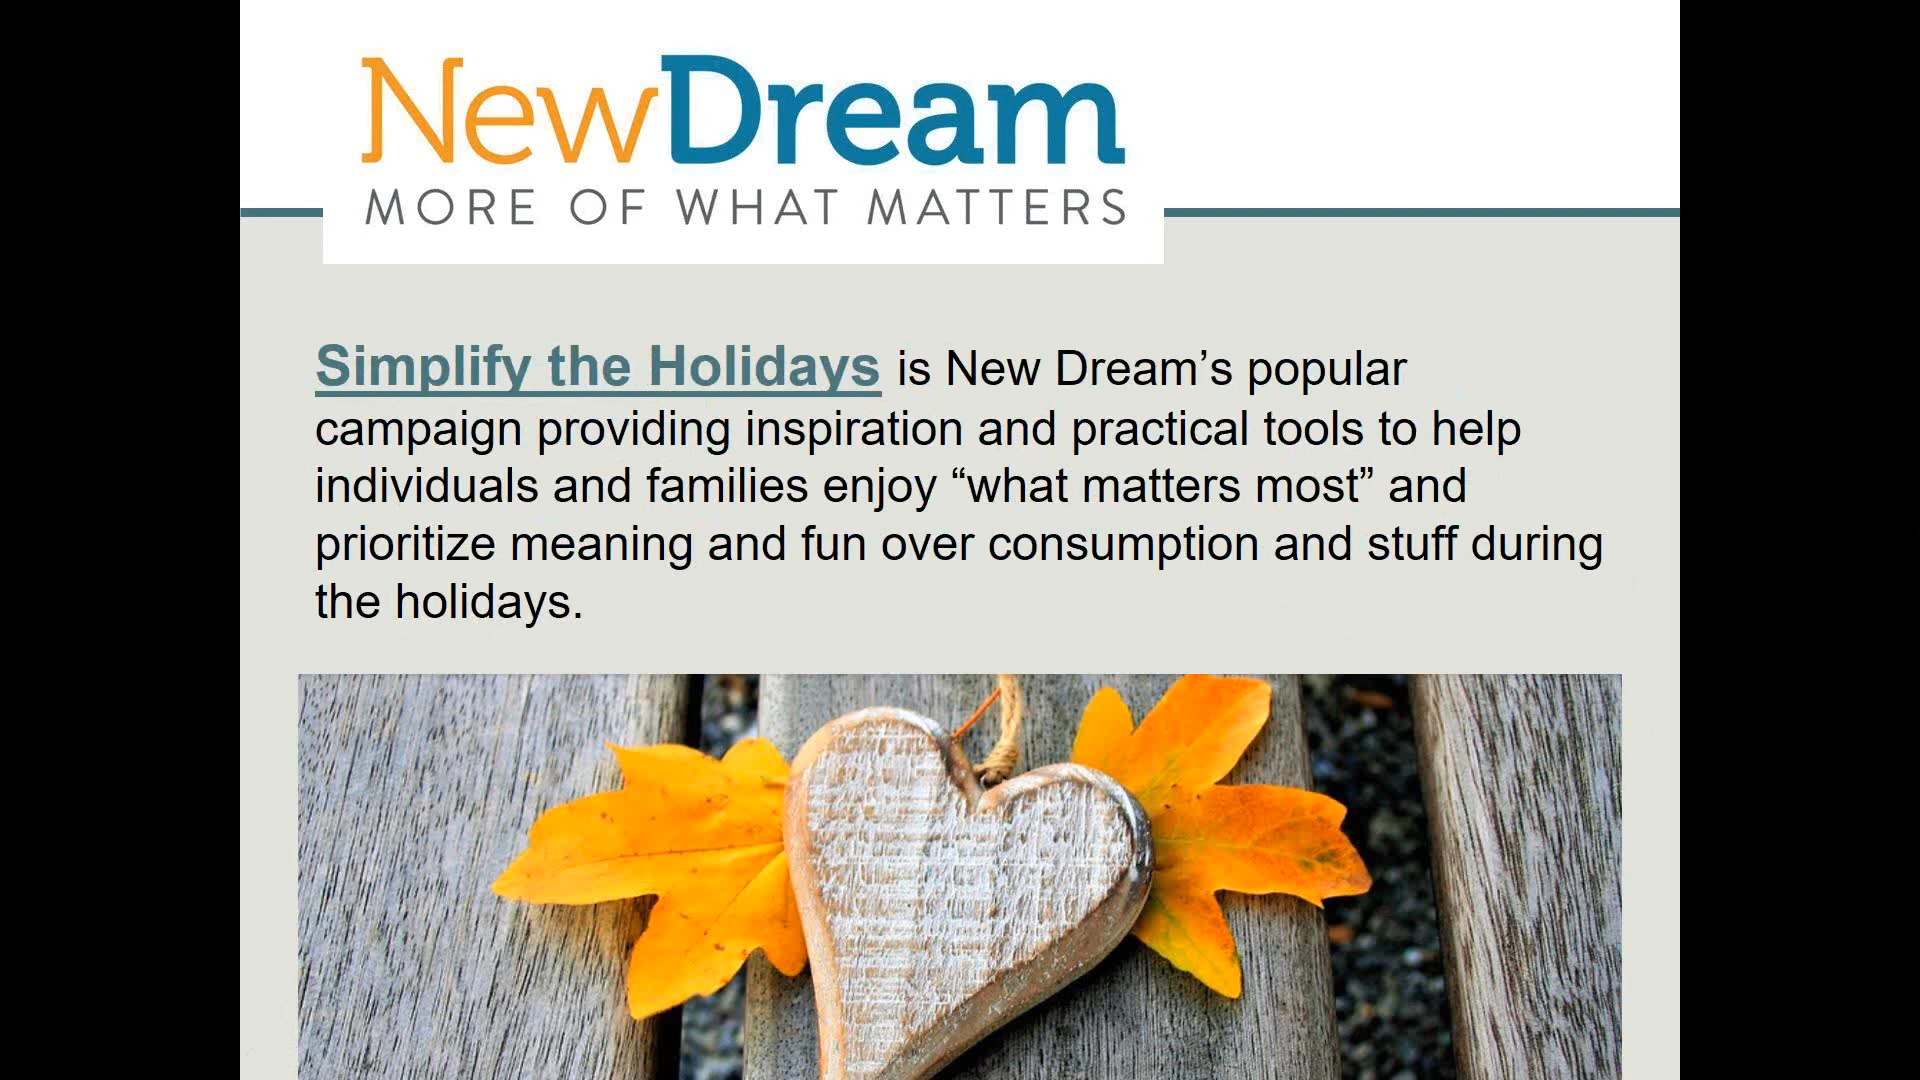 NewDream
MORE OF WHAT MATTERS
Simplify the Holidays is New Dream’s popular
campaign providing inspiration and practical tools to help
individuals and families enjoy “what matters most” and
prioritize meaning and fun over consumption and stuff during
the holidays.